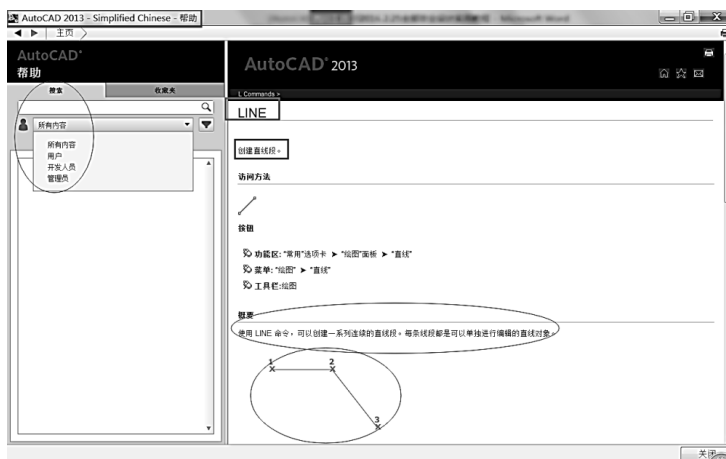 AutoCAD 2013 - Simplified Chinese - 帮助
主页
AutoCAD
帮助
搜索 收藏夹
所有内容
所有内容
用户
开发人员
管理员
AutoCAD 2013
L Commands >
LINE
创建直线段。
访问方法
按钮
功能区: "常用"选项卡 ➤ "绘图"面板 ➤ "直线"
菜单: "绘图" ➤ "直线"
工具栏:绘图
概要
使用 LINE 命令，可以创建一系列连续的直线段。每条线段都是可以单独进行编辑的直线对象。
1 2
3
关闭